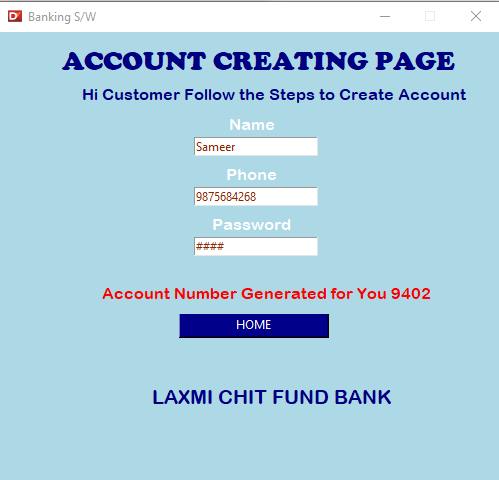 Banking S/W
ACCOUNT CREATING PAGE
Hi Customer Follow the Steps to Create Account
Name
Sameer
Phone
9875684268
Password
####
Account Number Generated for You 9402
HOME
LAXMI CHIT FUND BANK